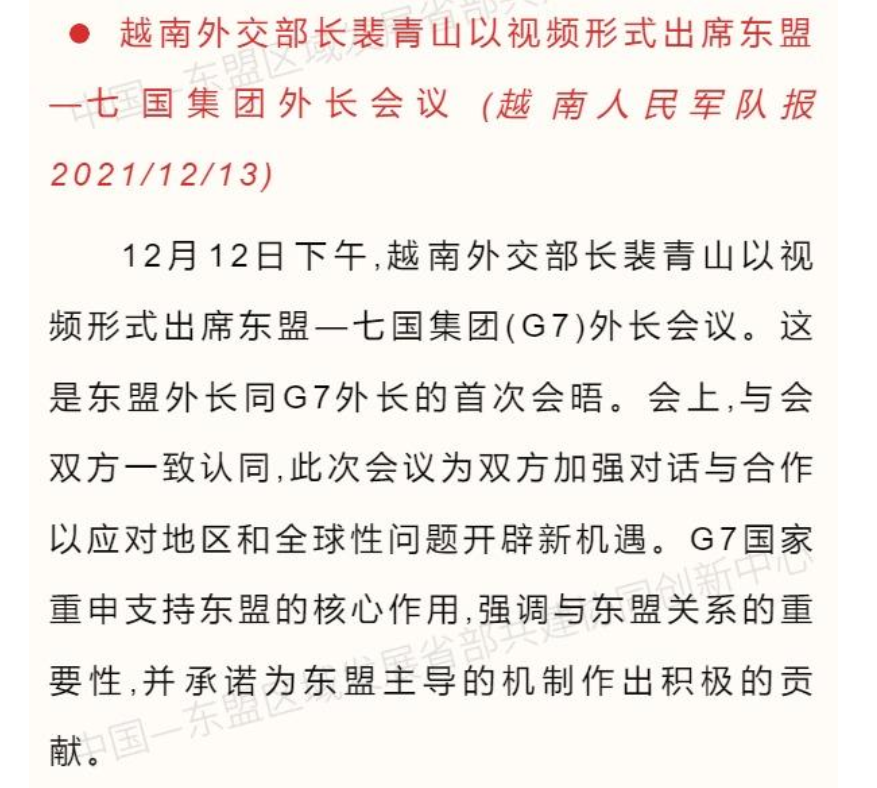 ● 越南外交部长裴青山以视频形式出席东盟
—七国集团外长会议 (越南人民军队报
2021/12/13)
12月12日下午,越南外交部长裴青山以视
频形式出席东盟—七国集团(G7)外长会议。这
是东盟外长同G7外长的首次会晤。会上,与会
双方一致认同,此次会议为双方加强对话与合作
以应对地区和全球性问题开辟新机遇。G7国家
重申支持东盟的核心作用,强调与东盟关系的重
要性,并承诺为东盟主导的机制作出积极的贡
献。
中国—东盟区域发展省部共
中国—东盟区域发展省部共建协同创新中心